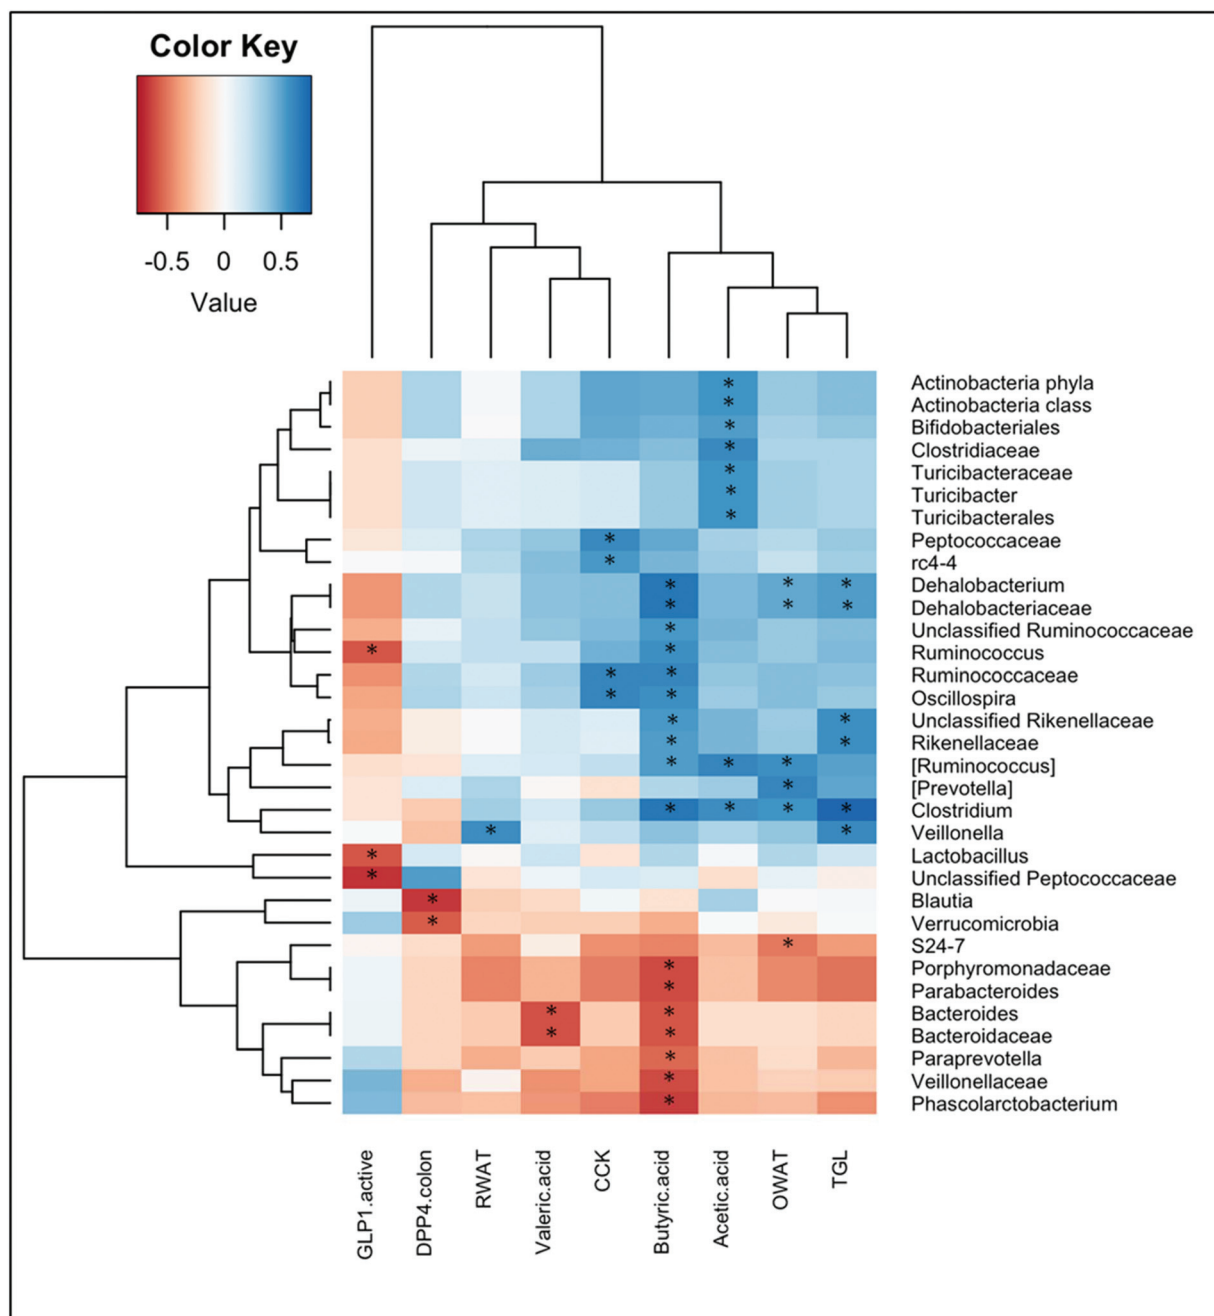 Color Key
-0.5 0 0.5
Value
* Actinobacteria phyla
* Actinobacteria class
* Bifidobacteriales
* Clostridiaceae
* Turicibacteraceae
* Turicibacter
* Turicibacterales
* Peptococcaceae
* rc4-4
* * * Dehalobacterium
* * * Dehalobacteriaceae
* Unclassified Ruminococcaceae
* * Ruminococcus
* * Ruminococcaceae
* * Oscillospira
* * Unclassified Rikenellaceae
* * Rikenellaceae
* * * [Ruminococcus]
* [Prevotella]
* * * * Clostridium
* * Veillonella
* Lactobacillus
* Unclassified Peptococcaceae
* Blautia
* Verrucomicrobia
* S24-7
* Porphyromonadaceae
* Parabacteroides
* * Bacteroides
* * Bacteroidaceae
* Paraprevotella
* Veillonellaceae
* Phascolarctobacterium
GLP1.active
DPP4.colon
RWAT
Valeric.acid
CCK
Butyric.acid
Acetic.acid
OWAT
TGL